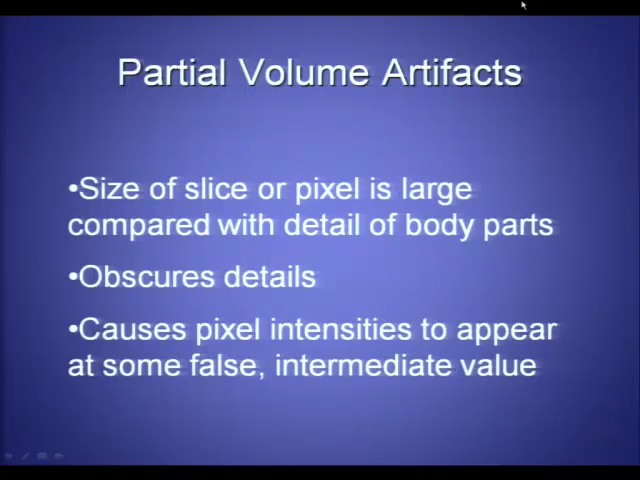 Partial Volume Artifacts
•Size of slice or pixel is large
compared with detail of body parts
•Obscures details
•Causes pixel intensities to appear
at some false, intermediate value